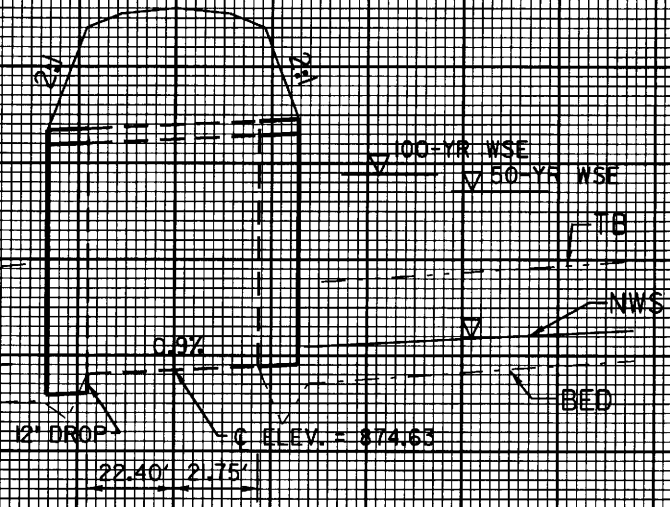 2:1
2:1
100-YR WSE
50-YR WSE
TB
NWS
0.9%
BED
12" DROP
℄ ELEV. = 874.63
22.40' 2.75'